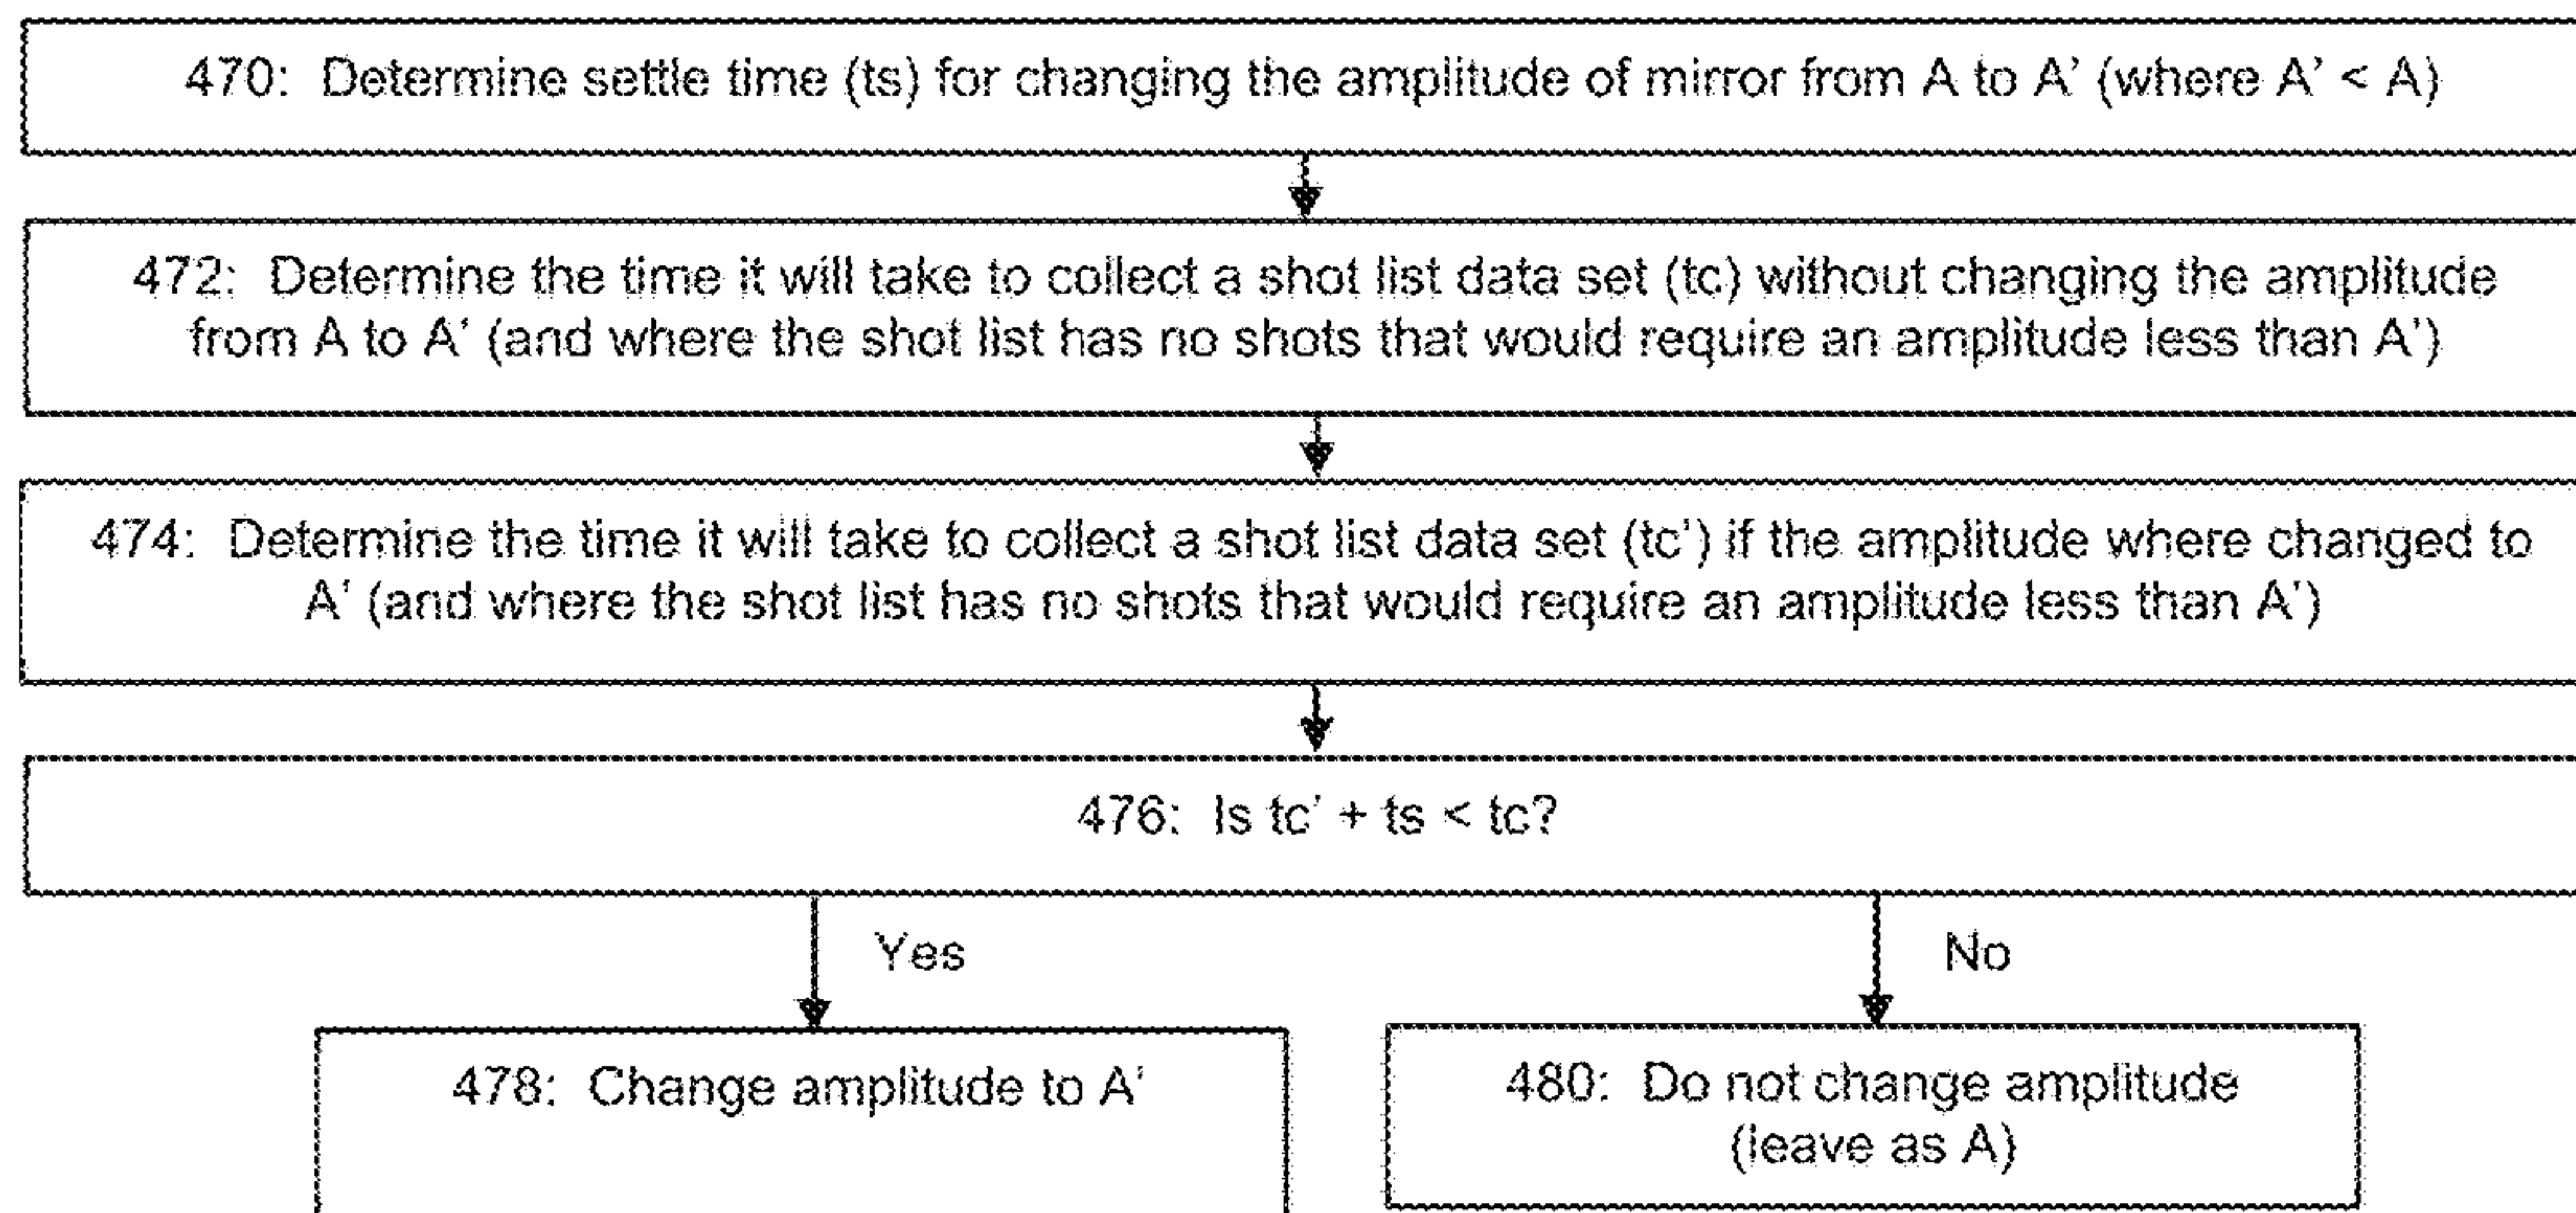 470: Determine settle time (ts) for changing the amplitude of mirror from A to A' (where A' < A)
472: Determine the time it will take to collect a shot list data set (tc) without changing the amplitude
from A to A' (and where the shot list has no shots that would require an amplitude less than A')
474: Determine the time it will take to collect a shot list data set (tc') if the amplitude where changed to
A' (and where the shot list has no shots that would require an amplitude less than A')
476: Is tc' + ts < tc?
Yes
No
478: Change amplitude to A'
480: Do not change amplitude
(leave as A)